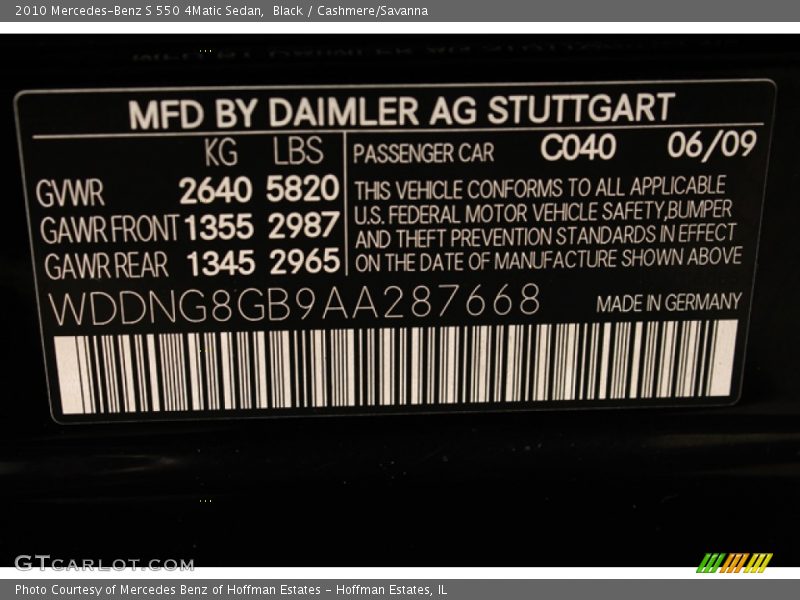 2010 Mercedes-Benz S 550 4Matic Sedan, Black / Cashmere/Savanna
MFD BY DAIMLER AG STUTTGART
KG LBS
GVWR 2640 5820
GAWR FRONT 1355 2987
GAWR REAR 1345 2965
PASSENGER CAR C040 06/09
THIS VEHICLE CONFORMS TO ALL APPLICABLE
U.S. FEDERAL MOTOR VEHICLE SAFETY,BUMPER
AND THEFT PREVENTION STANDARDS IN EFFECT
ON THE DATE OF MANUFACTURE SHOWN ABOVE
WDDNG8GB9AA287668 MADE IN GERMANY
GTCARLOT.COM
Photo Courtesy of Mercedes Benz of Hoffman Estates - Hoffman Estates, IL